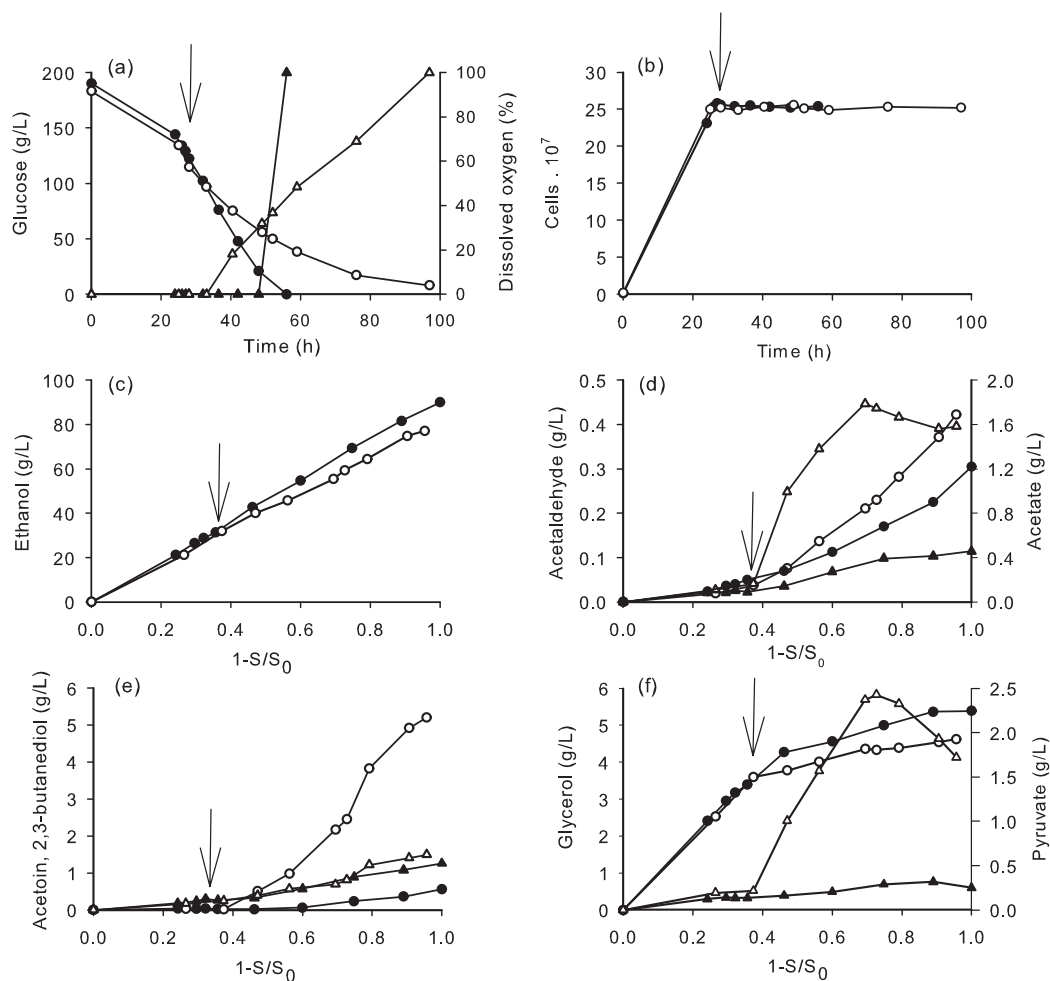 (a)
200
150
100
50
0
Glucose (g/L)
100
80
60
40
20
0
Dissolved oxygen (%)
0 20 40 60 80 100
Time (h)
(b)
30
25
20
15
10
5
0
Cells . 10⁷
0 20 40 60 80 100
Time (h)
(c)
100
80
60
40
20
0
Ethanol (g/L)
0.0 0.2 0.4 0.6 0.8 1.0
1-S/S₀
(d)
0.5
0.4
0.3
0.2
0.1
0.0
Acetaldehyde (g/L)
2.0
1.6
1.2
0.8
0.4
0.0
Acetate (g/L)
0.0 0.2 0.4 0.6 0.8 1.0
1-S/S₀
(e)
6
5
4
3
2
1
0
Acetoin, 2,3-butanediol (g/L)
0.0 0.2 0.4 0.6 0.8 1.0
1-S/S₀
(f)
6
5
4
3
2
1
0
Glycerol (g/L)
2.5
2.0
1.5
1.0
0.5
0.0
Pyruvate (g/L)
0.0 0.2 0.4 0.6 0.8 1.0
1-S/S₀